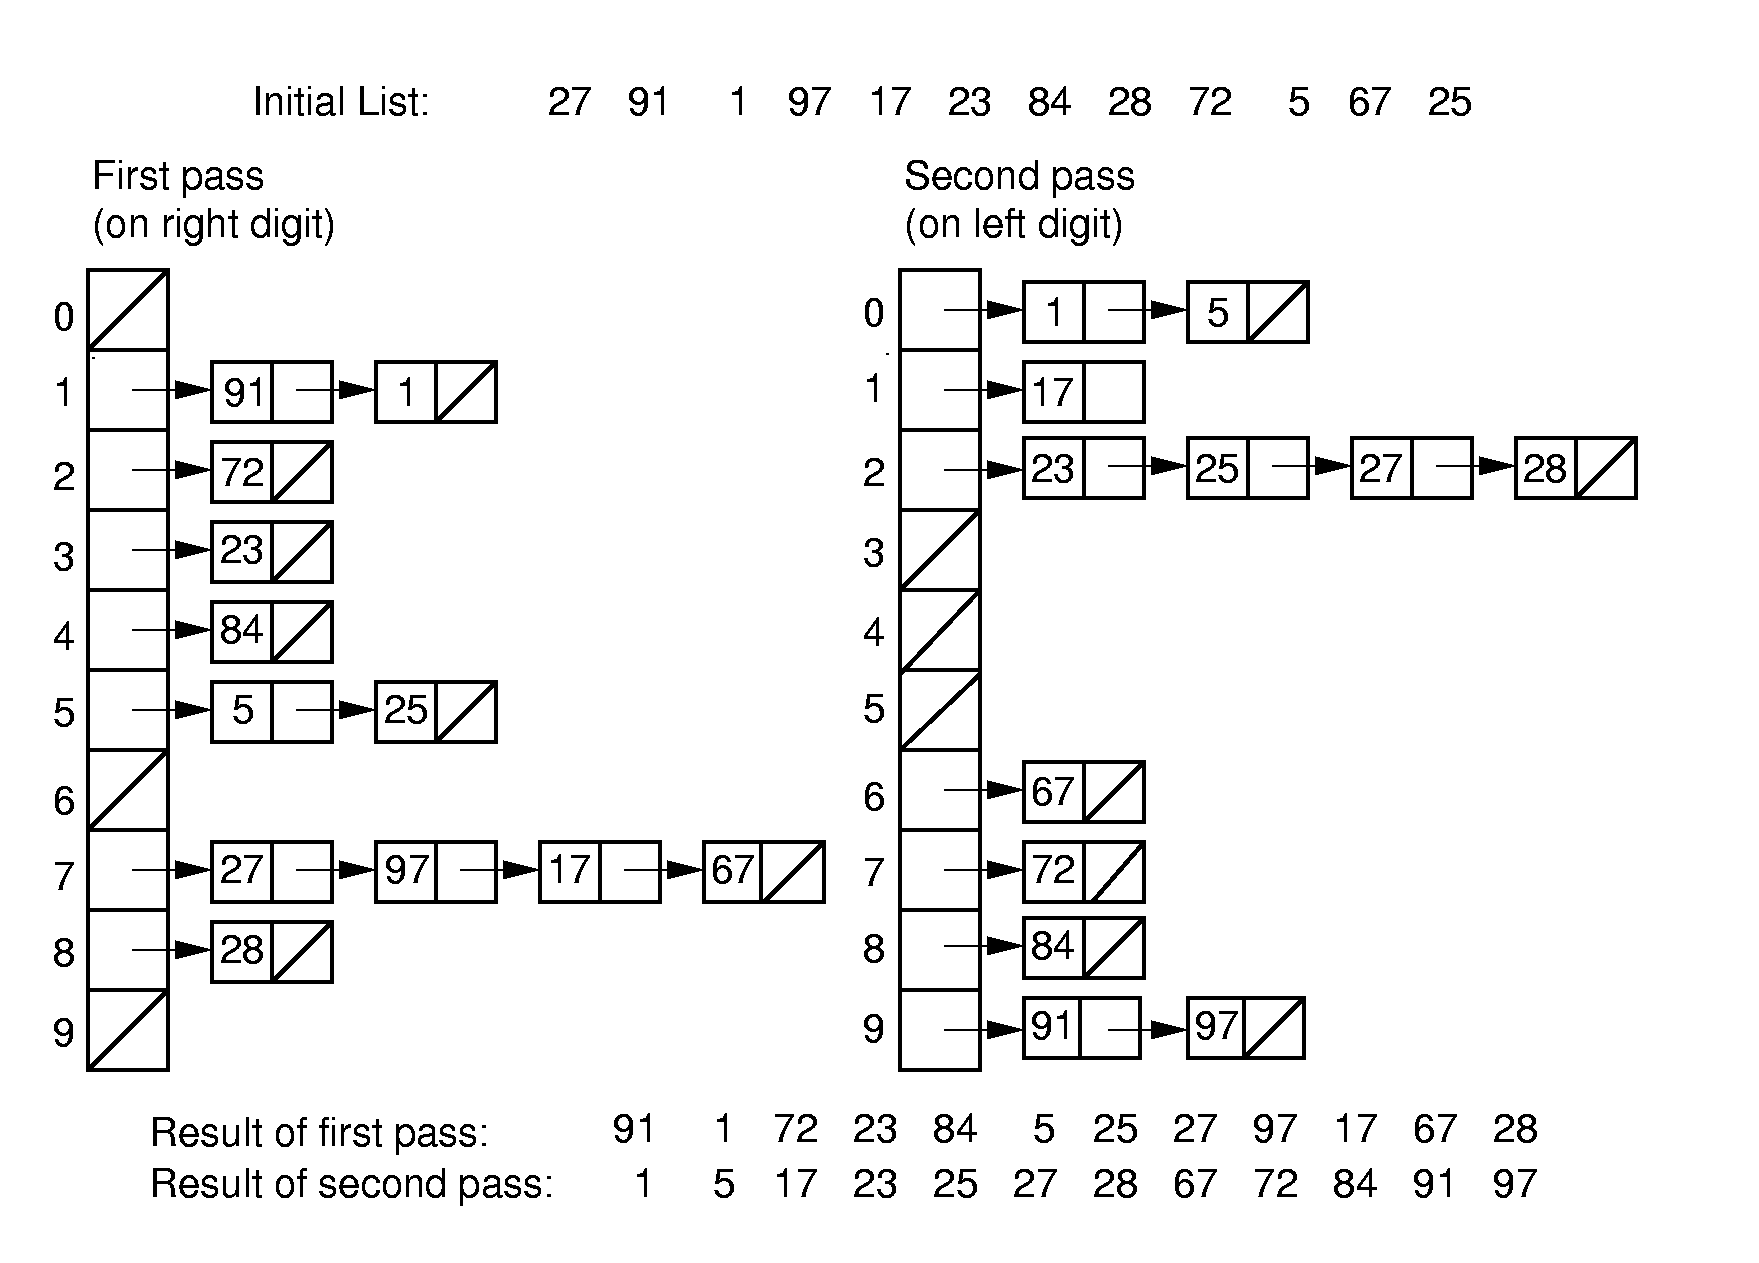 Initial List: 27 91 1 97 17 23 84 28 72 5 67 25
First pass
(on right digit)
0
1 91 1
2 72
3 23
4 84
5 5 25
6
7 27 97 17 67
8 28
9
Second pass
(on left digit)
0 1 5
1 17
2 23 25 27 28
3
4
5
6 67
7 72
8 84
9 91 97
Result of first pass: 91 1 72 23 84 5 25 27 97 17 67 28
Result of second pass: 1 5 17 23 25 27 28 67 72 84 91 97